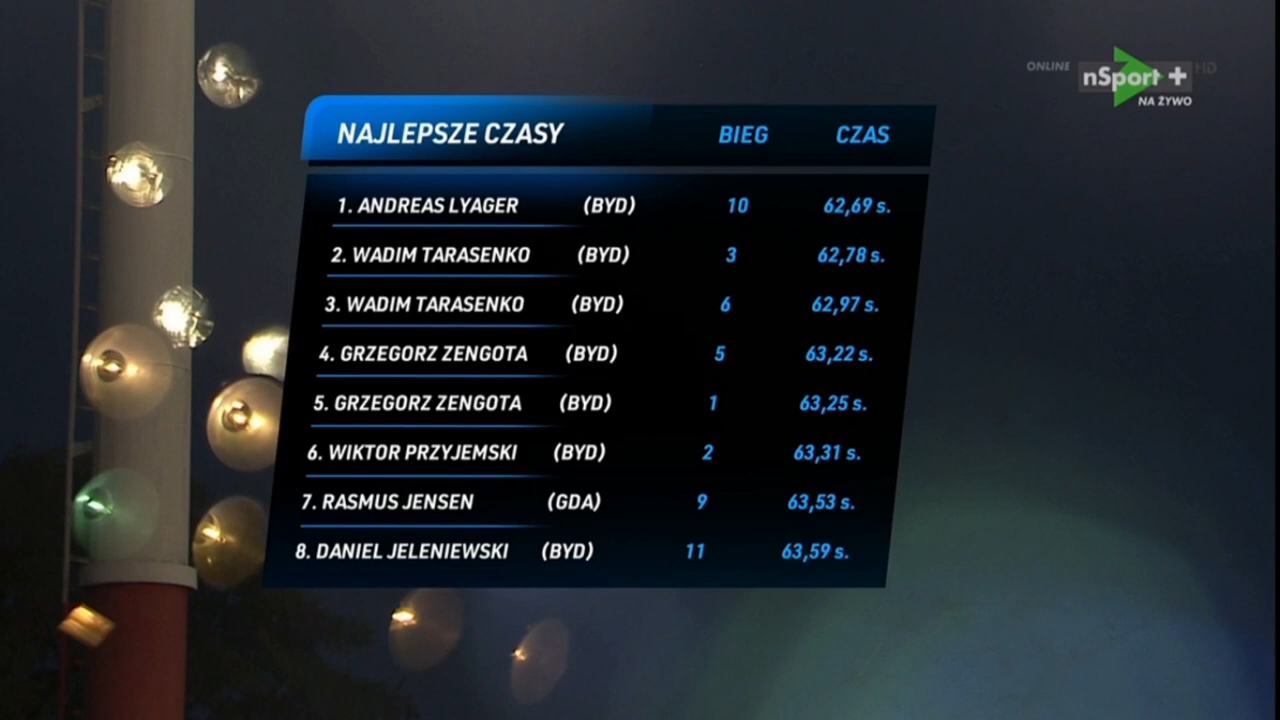 ONLINE nSport+ HD
NA ŻYWO
NAJLEPSZE CZASY BIEG CZAS
1. ANDREAS LYAGER (BYD) 10 62,69 s.
2. WADIM TARASENKO (BYD) 3 62,78 s.
3. WADIM TARASENKO (BYD) 6 62,97 s.
4. GRZEGORZ ZENGOTA (BYD) 5 63,22 s.
5. GRZEGORZ ZENGOTA (BYD) 1 63,25 s.
6. WIKTOR PRZYJEMSKI (BYD) 2 63,31 s.
7. RASMUS JENSEN (GDA) 9 63,53 s.
8. DANIEL JELENIEWSKI (BYD) 11 63,59 s.